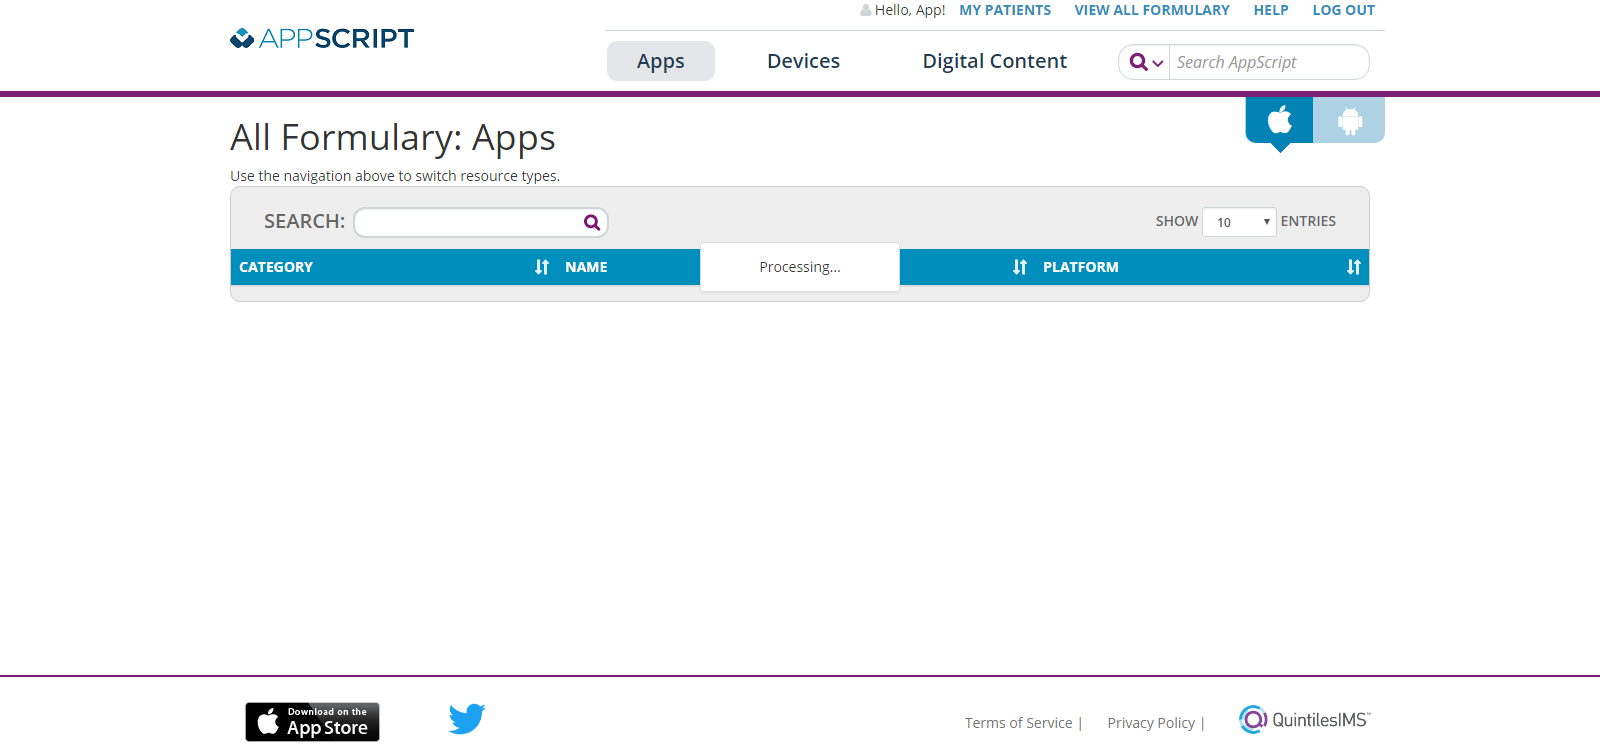 Hello, App! MY PATIENTS VIEW ALL FORMULARY HELP LOG OUT
APPSCRIPT
Apps Devices Digital Content Search AppScript
All Formulary: Apps
Use the navigation above to switch resource types.
SEARCH: SHOW 10 ENTRIES
CATEGORY NAME Processing... PLATFORM
Download on the
App Store
Terms of Service | Privacy Policy | QuintilesIMS™